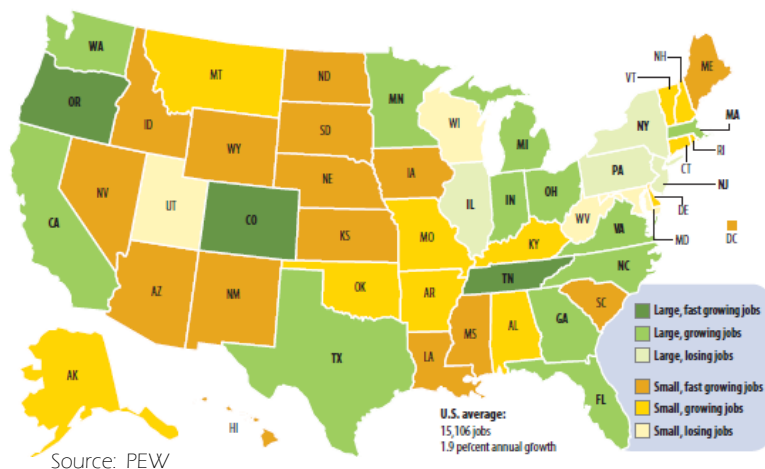 WA
NH
VT
ME
MT
ND
MN
OR
ID
SD
WI
NY
MA
WY
MI
RI
IA
PA
CT
NE
NJ
NV
OH
IL
IN
DE
UT
CO
WV
CA
VA
MD
KS
MO
KY
DC
NC
TN
OK
AZ
NM
AR
SC
MS
AL
GA
TX
LA
AK
FL
HI
Large, fast growing jobs
Large, growing jobs
Large, losing jobs
Small, fast growing jobs
Small, growing jobs
Small, losing jobs
U.S. average:
15,106 jobs
1.9 percent annual growth
Source: PEW